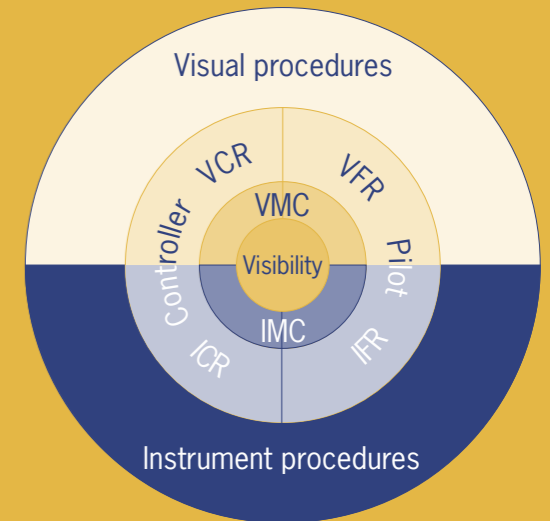 Visual procedures
VCR
VFR
Controller
Pilot
VMC
Visibility
IMC
ICR
IFR
Instrument procedures